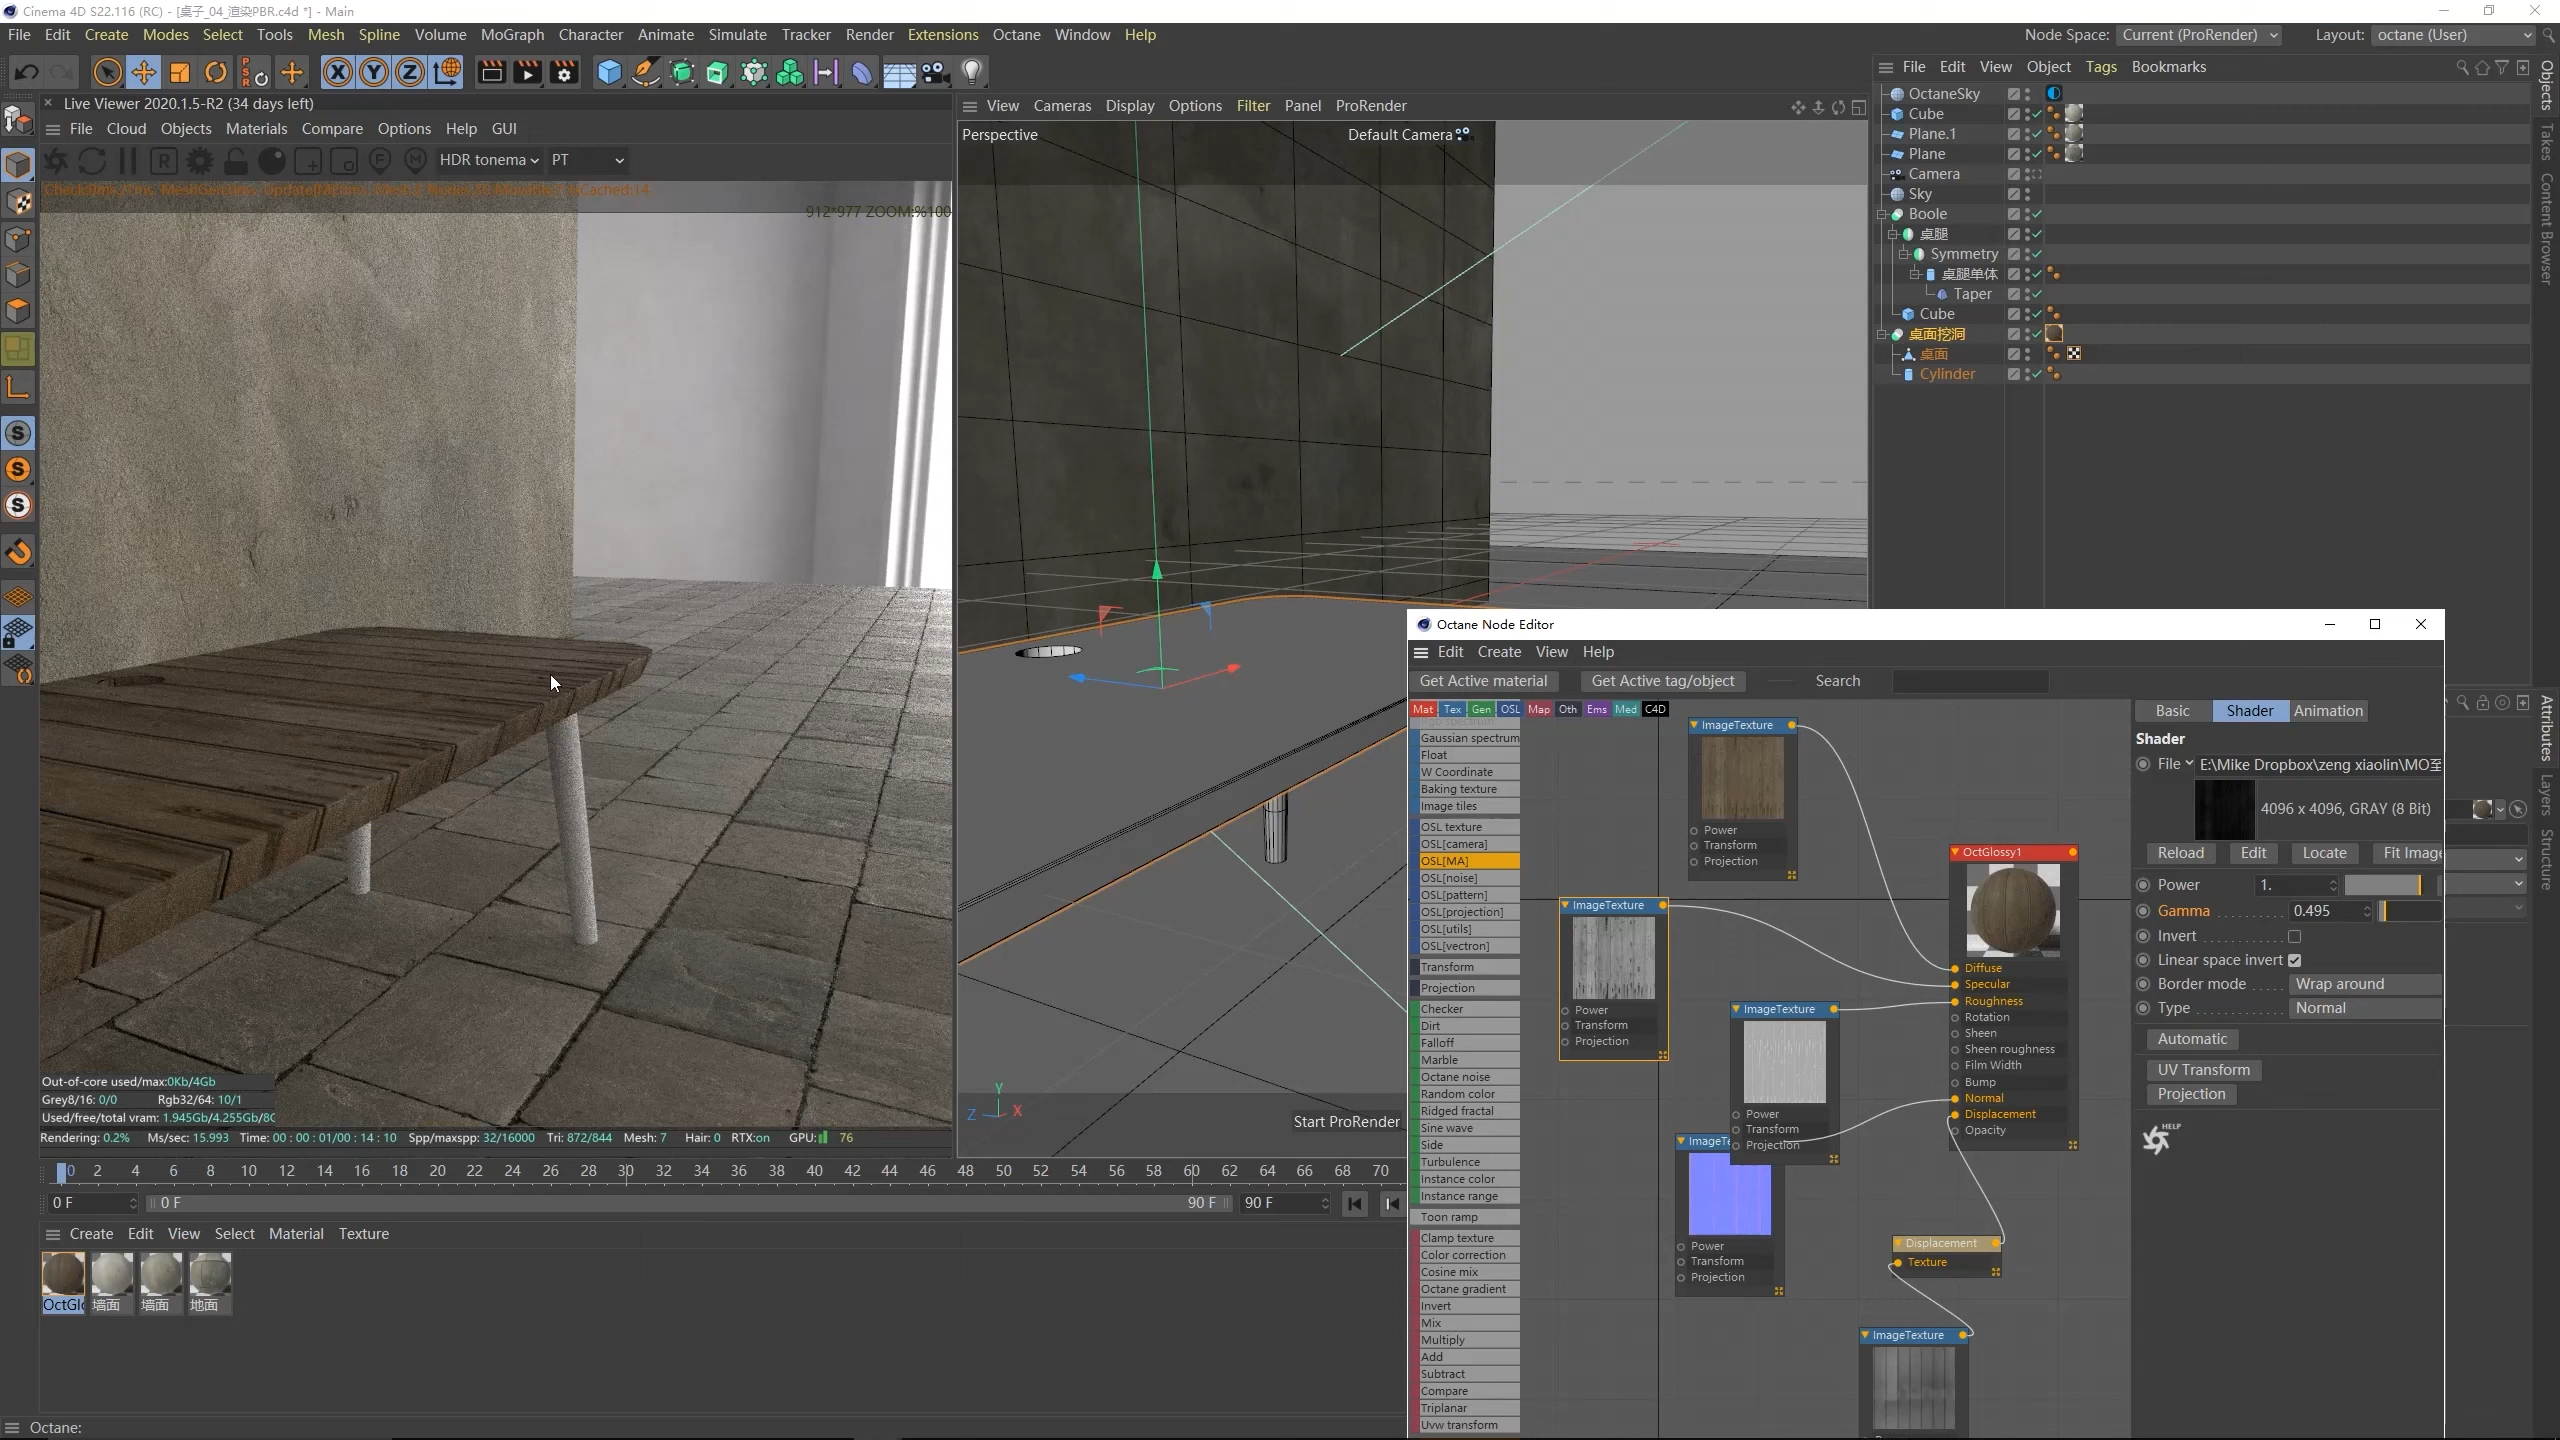 Cinema 4D S22.116 (RC) - [桌子_04_渲染PBR.c4d *] - Main
File Edit Create Modes Select Tools Mesh Spline Volume MoGraph Character Animate Simulate Tracker Render Extensions Octane Window Help
Node Space: Current (ProRender) Layout: octane (User)
PSR X Y Z
Live Viewer 2020.1.5-R2 (34 days left)
File Cloud Objects Materials Compare Options Help GUI
HDR tonema PT
912*977 ZOOM:%100
Out-of-core used/max:0Kb/4Gb
Grey8/16: 0/0 Rgb32/64: 10/1
Used/free/total vram: 1.945Gb/4.255Gb/8G
Rendering: 0.2% Ms/sec: 15.993 Time: 00 : 00 : 01/00 : 14 : 10 Spp/maxspp: 32/16000 Tri: 872/844 Mesh: 7 Hair: 0 RTX:on GPU: 76
View Cameras Display Options Filter Panel ProRender
Perspective
Default Camera
Y
Z X
Start ProRender
File Edit View Object Tags Bookmarks
OctaneSky
Cube
Plane.1
Plane
Camera
Sky
Boole
桌腿
Symmetry
桌腿单体
Taper
Cube
桌面挖洞
桌面
Cylinder
Objects
Takes
Content Browser
Attributes
Layers
Structure
0 2 4 6 8 10 12 14 16 18 20 22 24 26 28 30 32 34 36 38 40 42 44 46 48 50 52 54 56 58 60 62 64 66 68 70
0 F 0 F 90 F 90 F
Create Edit View Select Material Texture
OctGlo 墙面 墙面 地面
Octane:
Octane Node Editor
Edit Create View Help
Get Active material Get Active tag/object Search
Mat Tex Gen OSL Map Oth Ems Med C4D
Gaussian spectrum
Float
W Coordinate
Baking texture
Image tiles
OSL texture
OSL[camera]
OSL[MA]
OSL[noise]
OSL[pattern]
OSL[projection]
OSL[utils]
OSL[vectron]
Transform
Projection
Checker
Dirt
Falloff
Marble
Octane noise
Random color
Ridged fractal
Sine wave
Side
Turbulence
Instance color
Instance range
Toon ramp
Clamp texture
Color correction
Cosine mix
Octane gradient
Invert
Mix
Multiply
Add
Subtract
Compare
Triplanar
Uvw transform
ImageTexture
Power
Transform
Projection
ImageTexture
Power
Transform
Projection
ImageTexture
Power
Transform
Projection
ImageTe
Power
Transform
Projection
OctGlossy1
Diffuse
Specular
Roughness
Rotation
Sheen
Sheen roughness
Film Width
Bump
Normal
Displacement
Opacity
Displacement
Texture
ImageTexture
Basic Shader Animation
Shader
File E:\Mike Dropbox\zeng xiaolin\MO至
4096 x 4096, GRAY (8 Bit)
Reload Edit Locate Fit Image
Power 1.
Gamma 0.495
Invert
Linear space invert
Border mode Wrap around
Type Normal
Automatic
UV Transform
Projection
HELP